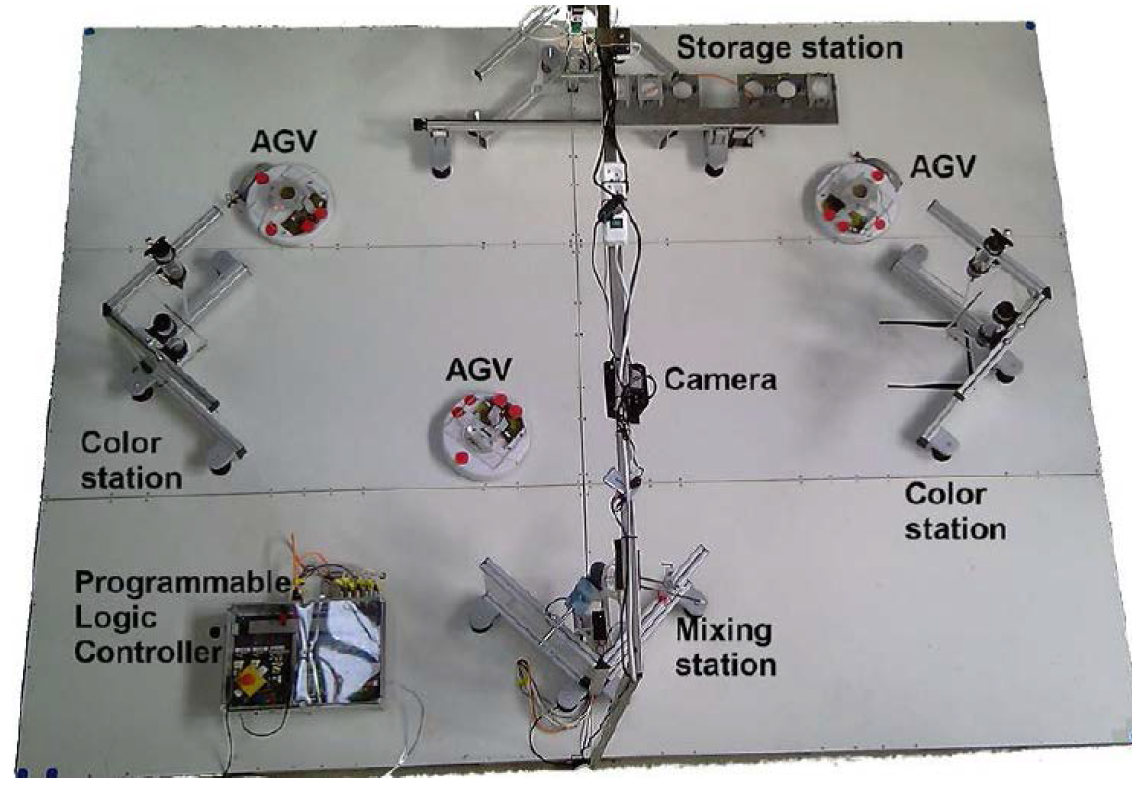 Storage station
AGV
AGV
AGV
Camera
Color
station
Color
station
Programmable
Logic
Controller
Mixing
station